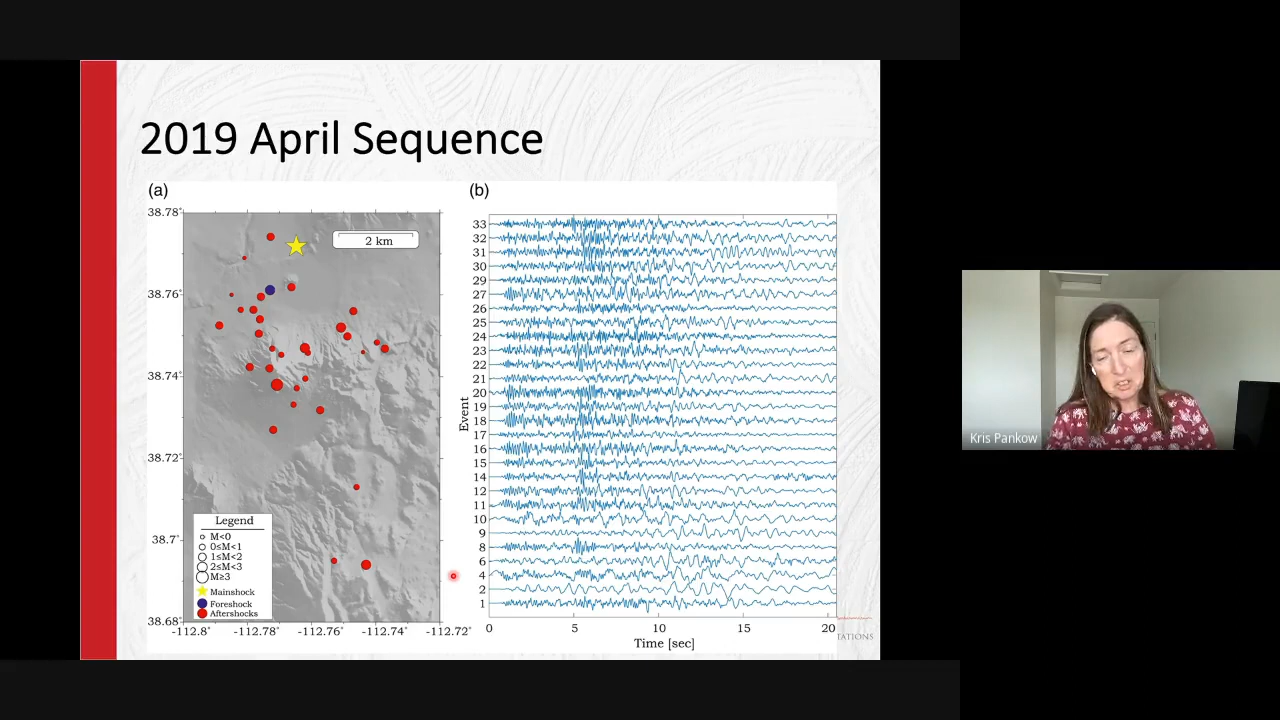 2019 April Sequence
(a)
(b)
38.78°
38.76°
38.74°
38.72°
38.7°
38.68°
-112.8°
-112.78°
-112.76°
-112.74°
-112.72°
2 km
Legend
M<0
0≤M<1
1≤M<2
2≤M<3
M≥3
Mainshock
Foreshock
Aftershocks
Event
33
32
31
30
29
27
26
25
24
23
22
21
20
19
18
17
16
15
14
12
11
10
9
8
6
4
2
1
0
5
10
15
20
Time [sec]
TATIONS
Kris Pankow